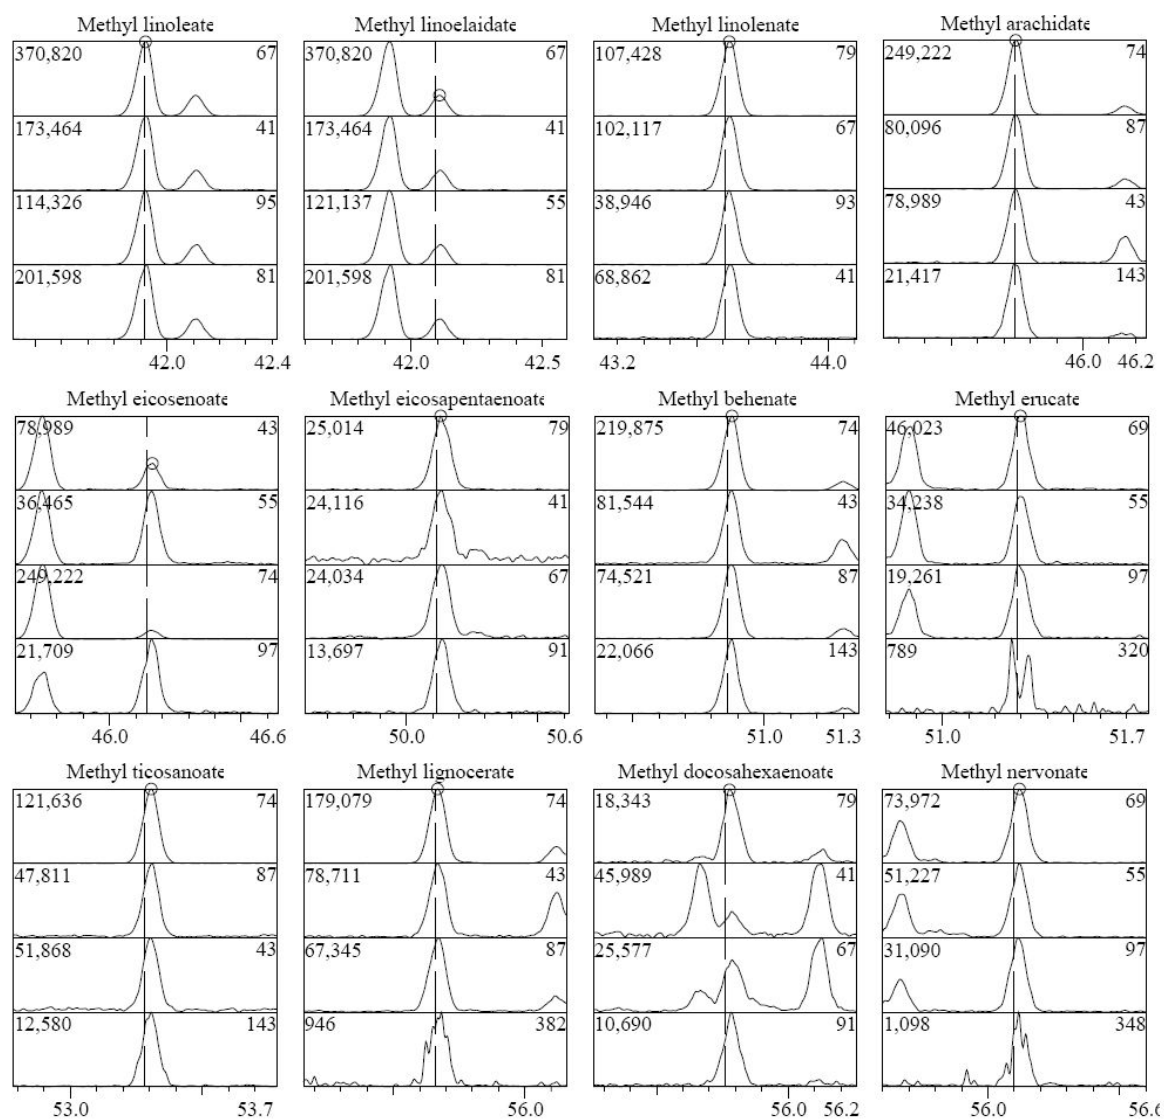 Methyl linoleate Methyl linoelaidate Methyl linolenate Methyl arachidate
370,820 67 370,820 67 107,428 79 249,222 74
173,464 41 173,464 41 102,117 67 80,096 87
114,326 95 121,137 55 38,946 93 78,989 43
201,598 81 201,598 81 68,862 41 21,417 143
42.0 42.4 42.0 42.5 43.2 44.0 46.0 46.2
Methyl eicosenoate Methyl eicosapentaenoate Methyl behenate Methyl erucate
78,989 43 25,014 79 219,875 74 46,023 69
36,465 55 24,116 41 81,544 43 34,238 55
249,222 74 24,034 67 74,521 87 19,261 97
21,709 97 13,697 91 22,066 143 789 320
46.0 46.6 50.0 50.6 51.0 51.3 51.0 51.7
Methyl ticosanoate Methyl lignocerate Methyl docosahexaenoate Methyl nervonate
121,636 74 179,079 74 18,343 79 73,972 69
47,811 87 78,711 43 45,989 41 51,227 55
51,868 43 67,345 87 25,577 67 31,090 97
12,580 143 946 382 10,690 91 1,098 348
53.0 53.7 56.0 56.0 56.2 56.0 56.6